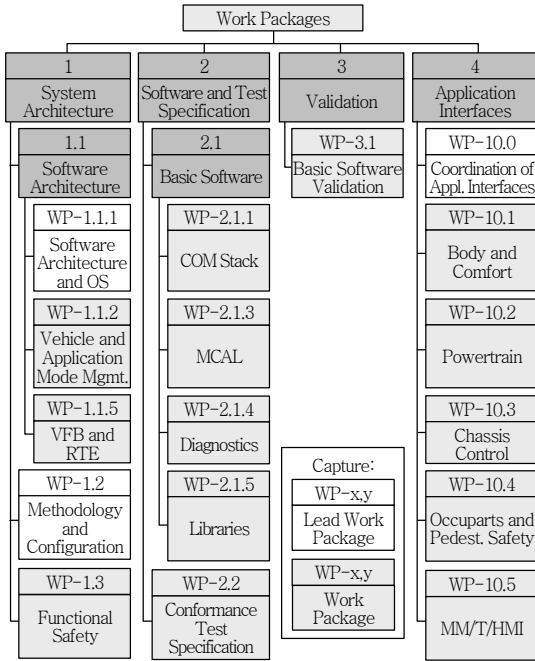 Work Packages
1
System
Architecture
1.1
Software
Architecture
WP-1.1.1
Software
Architecture
and OS
WP-1.1.2
Vehicle and
Application
Mode Mgmt.
WP-1.1.5
VFB and
RTE
WP-1.2
Methodology
and
Configuration
WP-1.3
Functional
Safety
2
Software and Test
Specification
2.1
Basic Software
WP-2.1.1
COM Stack
WP-2.1.3
MCAL
WP-2.1.4
Diagnostics
WP-2.1.5
Libraries
WP-2.2
Conformance
Test
Specification
3
Validation
WP-3.1
Basic Software
Validation
Capture:
WP-x,y
Lead Work
Package
WP-x,y
Work
Package
4
Application
Interfaces
WP-10.0
Coordination of
Appl. Interfaces
WP-10.1
Body and
Comfort
WP-10.2
Powertrain
WP-10.3
Chassis
Control
WP-10.4
Occuparts and
Pedest. Safety
WP-10.5
MM/T/HMI